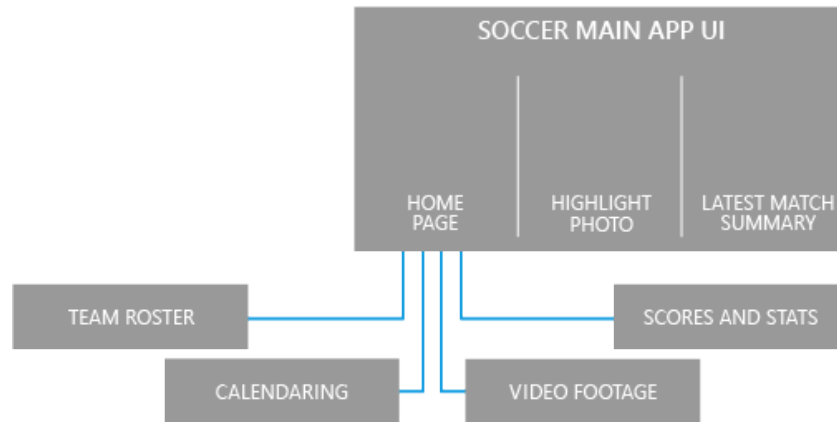 SOCCER MAIN APP UI
HOME
PAGE
HIGHLIGHT
PHOTO
LATEST MATCH
SUMMARY
TEAM ROSTER
SCORES AND STATS
CALENDARING
VIDEO FOOTAGE